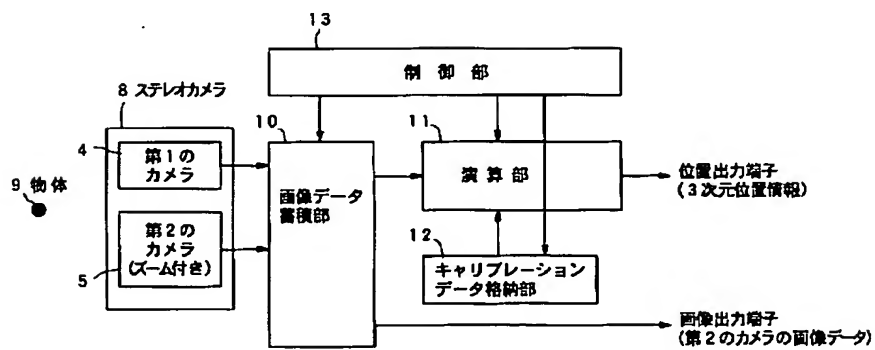 13
制御部
8 ステレオカメラ
10
11
4
第1の
カメラ
9 物体
画像データ
蓄積部
演算部
位置出力端子
(3次元位置情報)
第2の
カメラ
(ズーム付き)
5
12
キャリブレーション
データ格納部
画像出力端子
(第2のカメラの画像データ)